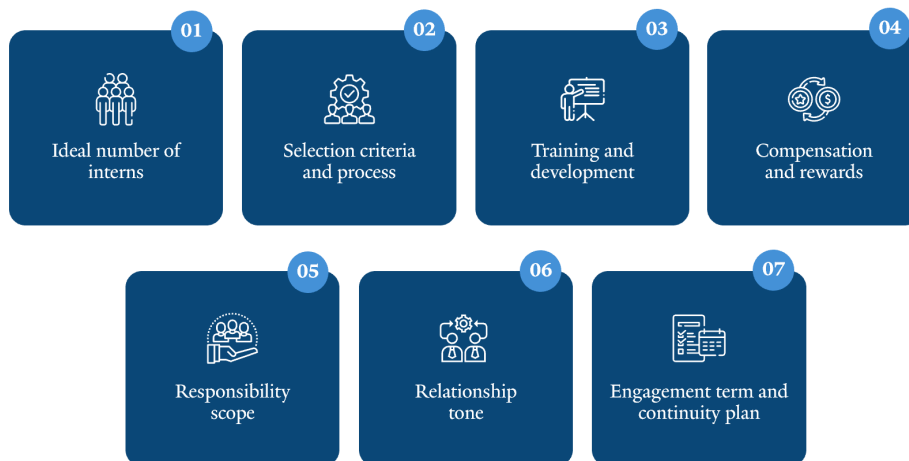 01
Ideal number of
interns
02
Selection criteria
and process
03
Training and
development
04
Compensation
and rewards
05
Responsibility
scope
06
Relationship
tone
07
Engagement term and
continuity plan